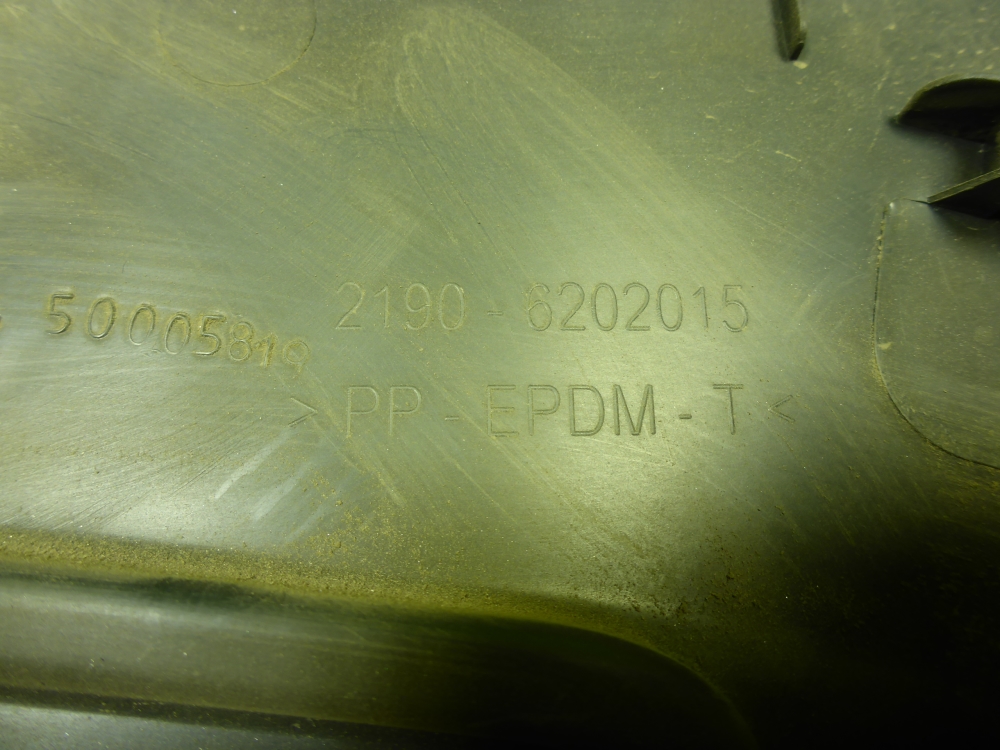 50005819
2190 - 6202015
> PP - EPDM - T <